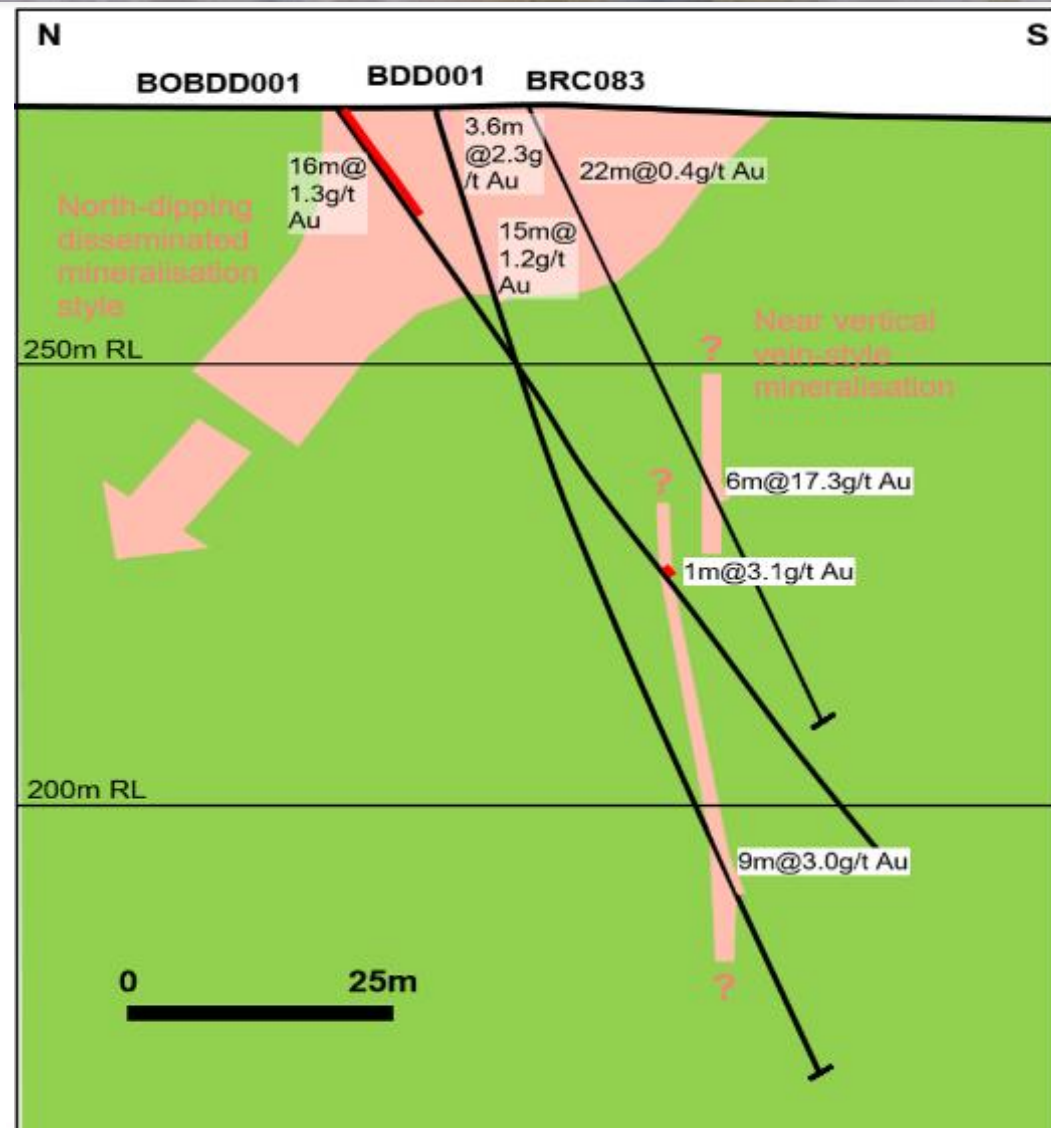 N
S
BOBDD001
BDD001
BRC083
3.6m
@2.3g
/t Au
16m@
1.3g/t
Au
22m@0.4g/t Au
North-dipping
disseminated
mineralisation
style
15m@
1.2g/t
Au
Near vertical
vein-style
mineralisation
250m RL
?
?
6m@17.3g/t Au
1m@3.1g/t Au
200m RL
9m@3.0g/t Au
?
0
25m